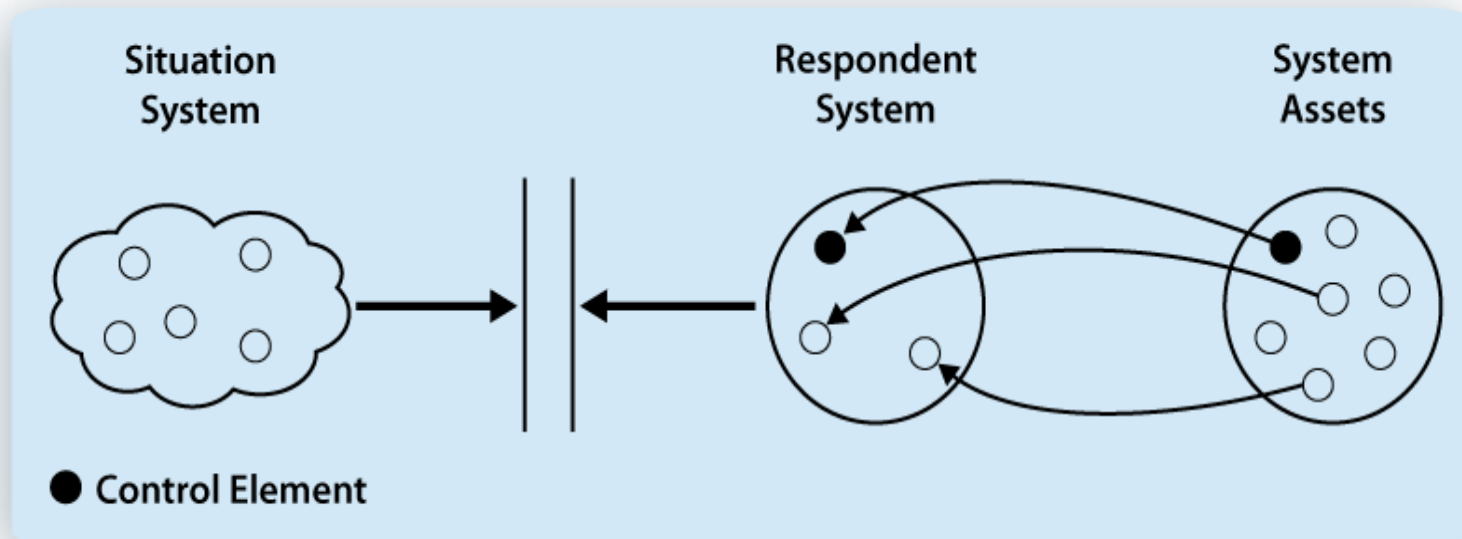 Situation
System
Respondent
System
System
Assets
Control Element